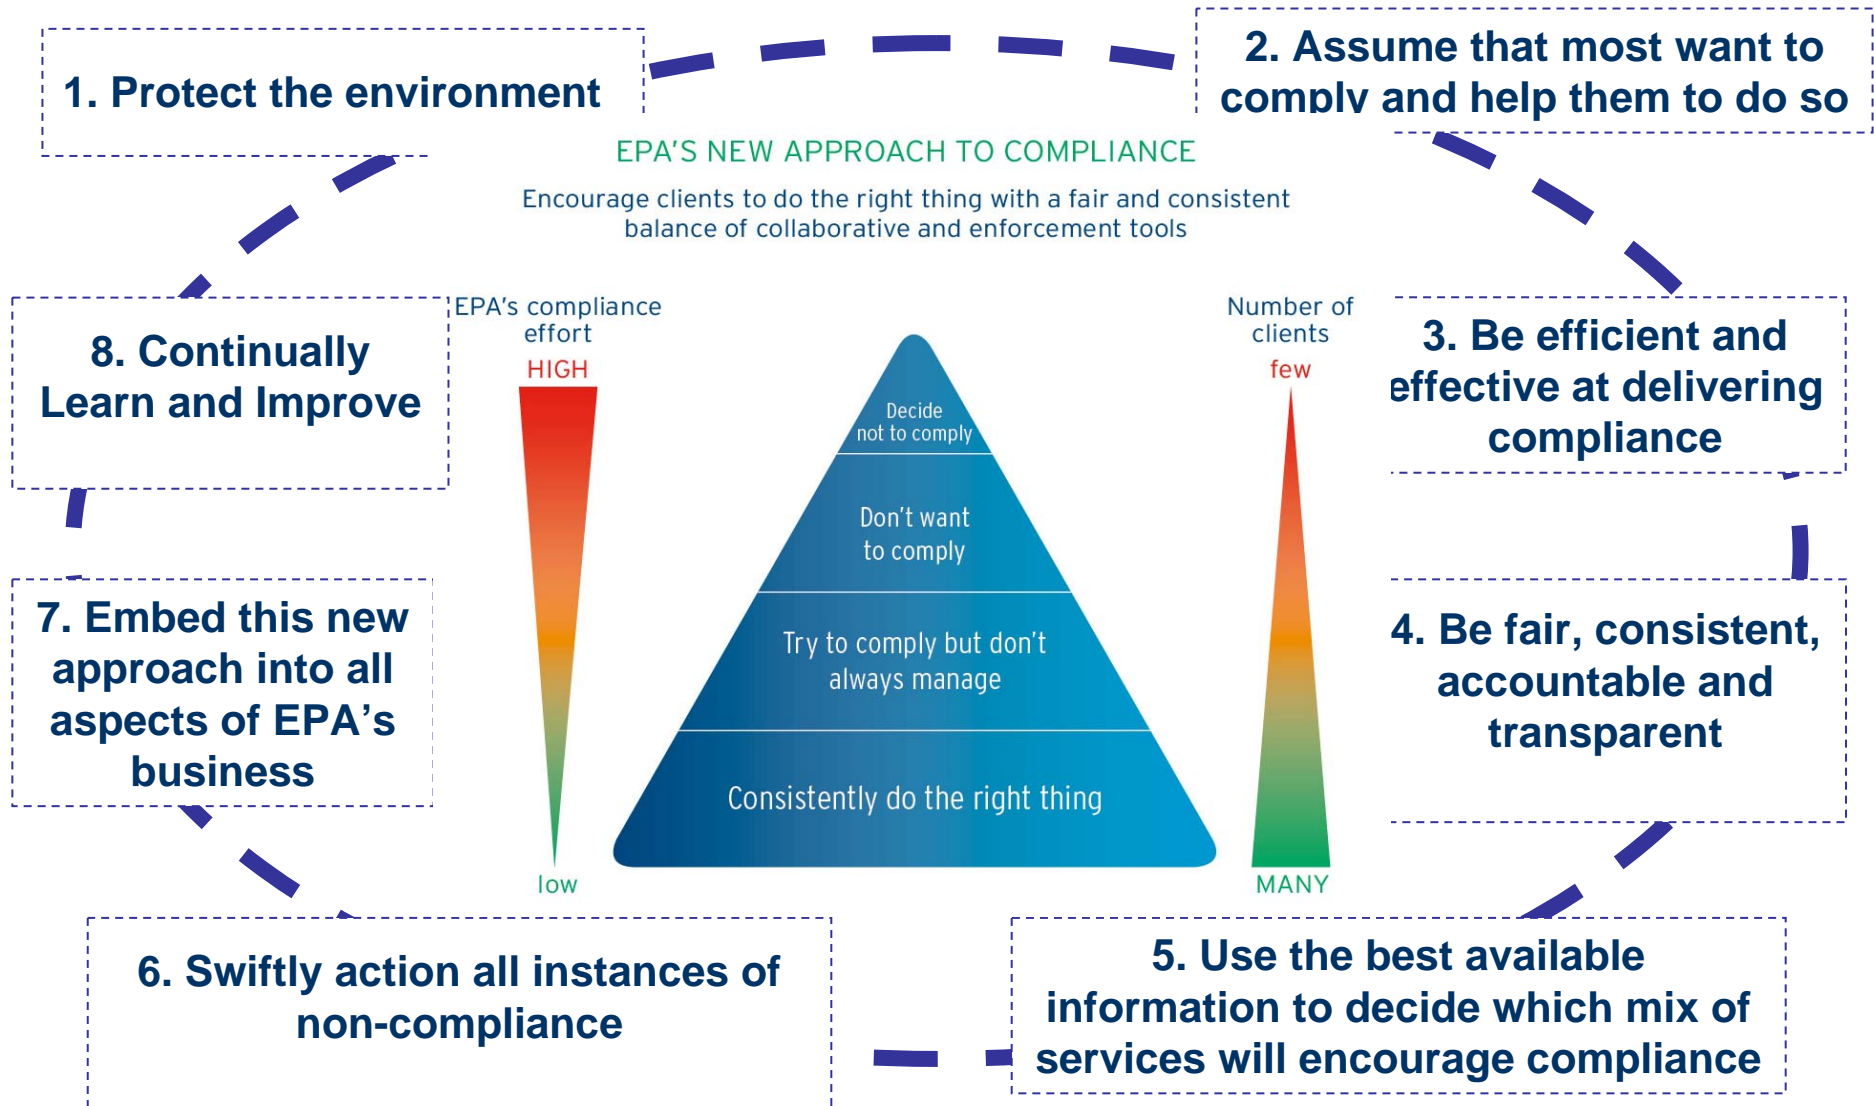 1. Protect the environment
2. Assume that most want to
comply and help them to do so
EPA'S NEW APPROACH TO COMPLIANCE
Encourage clients to do the right thing with a fair and consistent
balance of collaborative and enforcement tools
8. Continually
Learn and Improve
EPA's compliance
effort
HIGH
low
Decide
not to comply
Don't want
to comply
Try to comply but don't
always manage
Consistently do the right thing
Number of
clients
few
MANY
3. Be efficient and
effective at delivering
compliance
7. Embed this new
approach into all
aspects of EPA’s
business
4. Be fair, consistent,
accountable and
transparent
6. Swiftly action all instances of
non-compliance
5. Use the best available
information to decide which mix of
services will encourage compliance